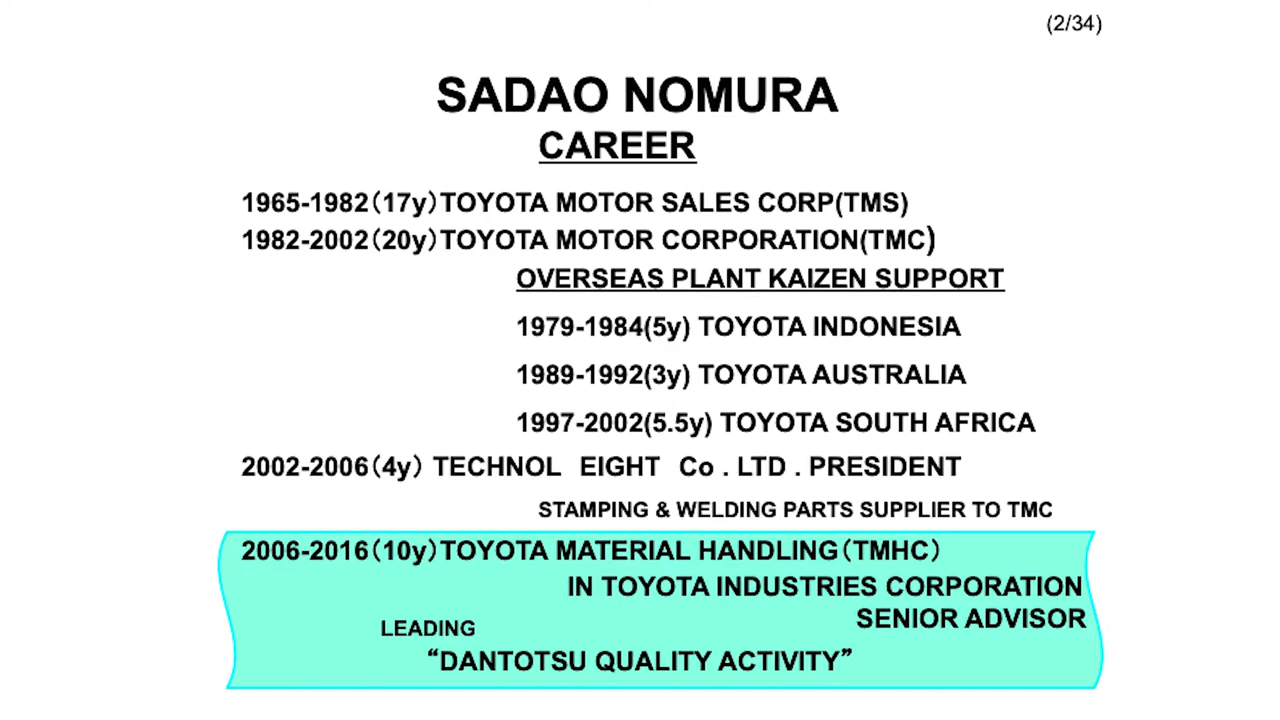 (2/34)
SADAO NOMURA
CAREER
1965-1982（17y）TOYOTA MOTOR SALES CORP(TMS)
1982-2002（20y）TOYOTA MOTOR CORPORATION(TMC)
OVERSEAS PLANT KAIZEN SUPPORT
1979-1984(5y) TOYOTA INDONESIA
1989-1992(3y) TOYOTA AUSTRALIA
1997-2002(5.5y) TOYOTA SOUTH AFRICA
2002-2006（4y）TECHNOL EIGHT Co . LTD . PRESIDENT
STAMPING & WELDING PARTS SUPPLIER TO TMC
2006-2016（10y）TOYOTA MATERIAL HANDLING（TMHC）
IN TOYOTA INDUSTRIES CORPORATION
SENIOR ADVISOR
LEADING
“DANTOTSU QUALITY ACTIVITY”